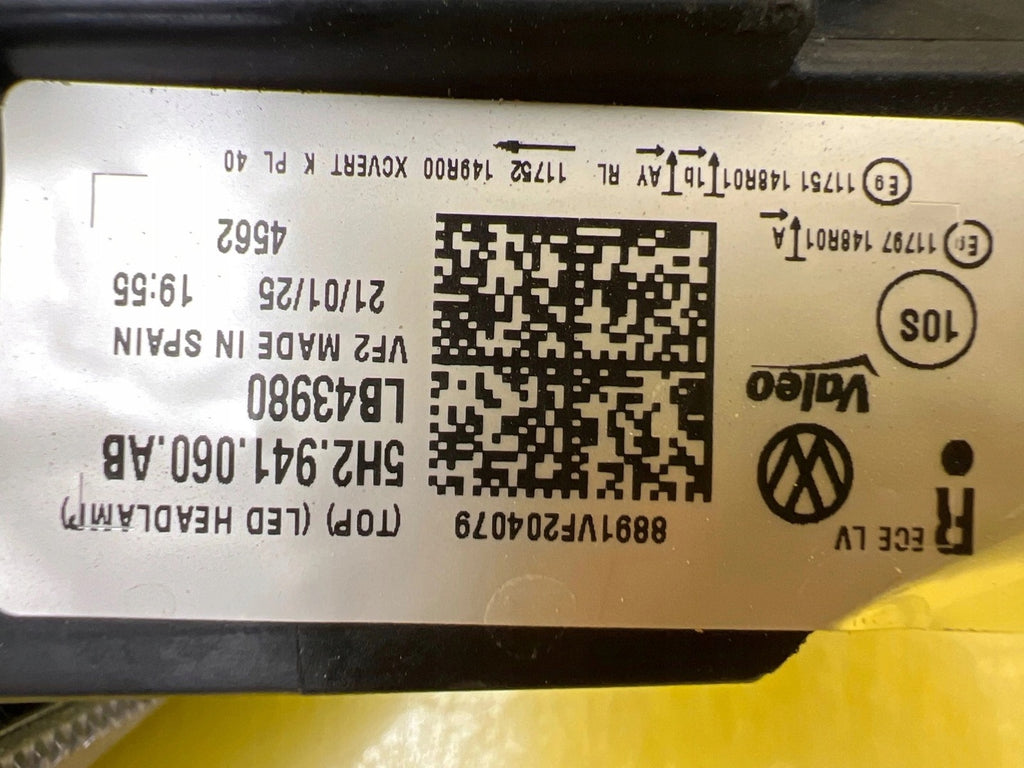 R ECE LV
8891VF204079
(TOP) (LED HEADLAMP)
5H2.941.060.AB
LB43980
VF2 MADE IN SPAIN
21/01/25 19:55
4562
Valeo
10S
11797 148R01 A
E9 11751 148R01 1b AY RL 11752 149R00 XCVERT K PL 40